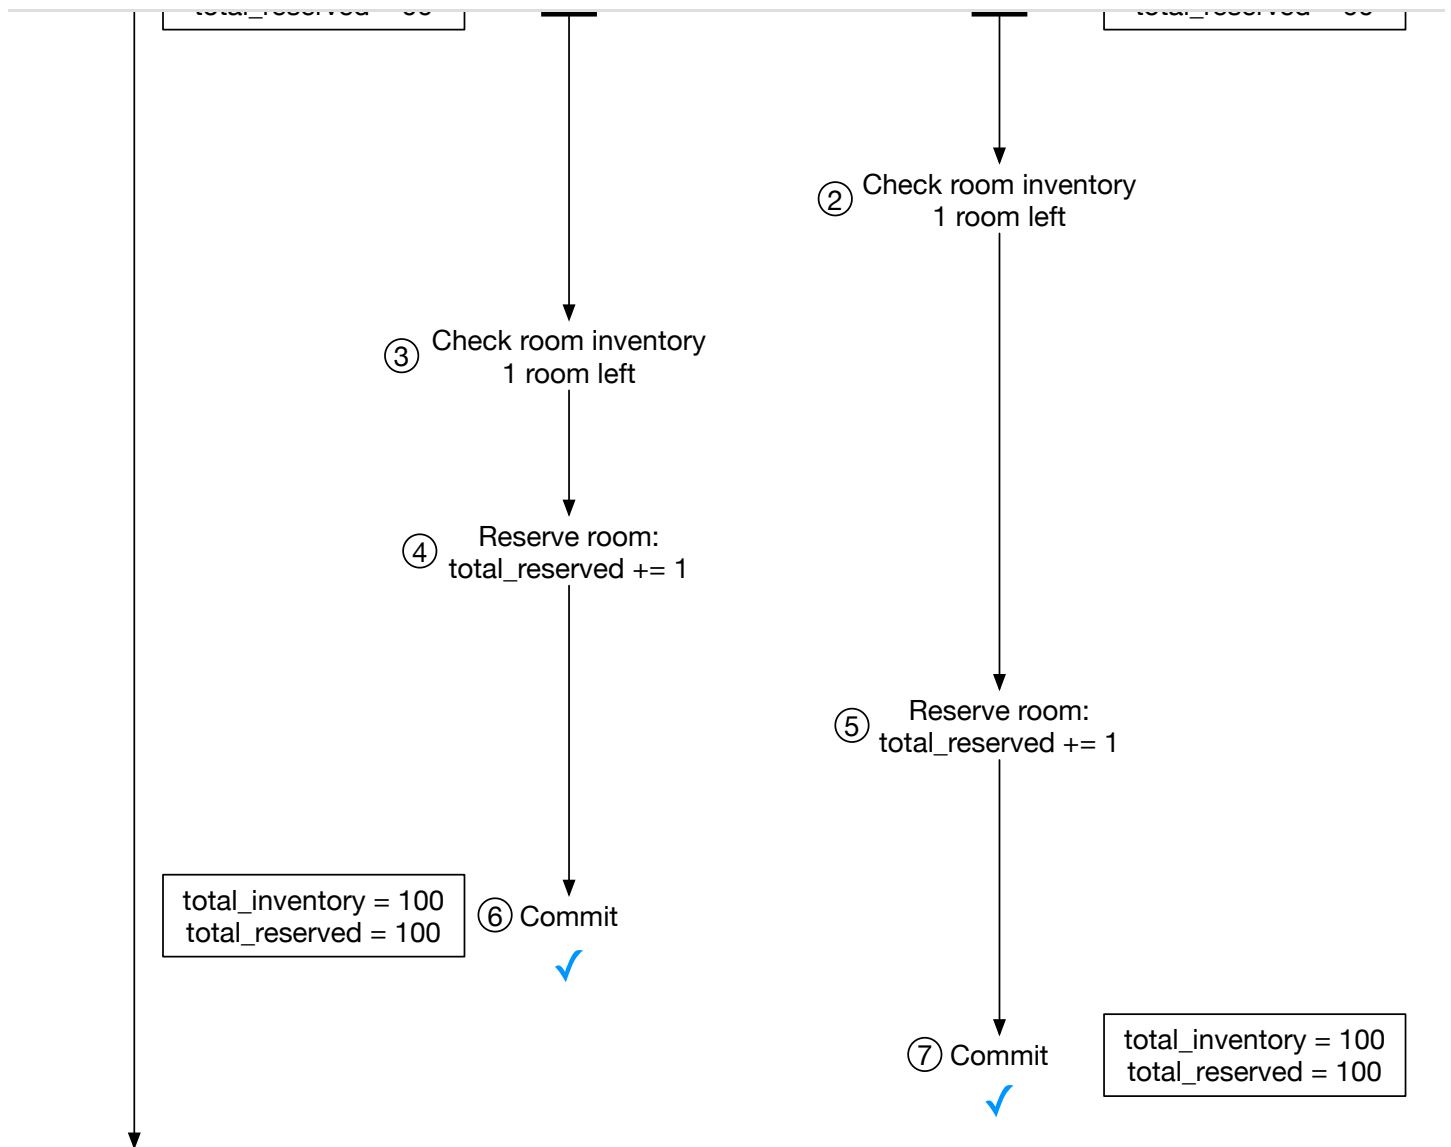 ②
Check room inventory
1 room left
③
Check room inventory
1 room left
④
Reserve room:
total_reserved += 1
⑤
Reserve room:
total_reserved += 1
total_inventory = 100
total_reserved = 100
⑥ Commit
⑦ Commit
total_inventory = 100
total_reserved = 100